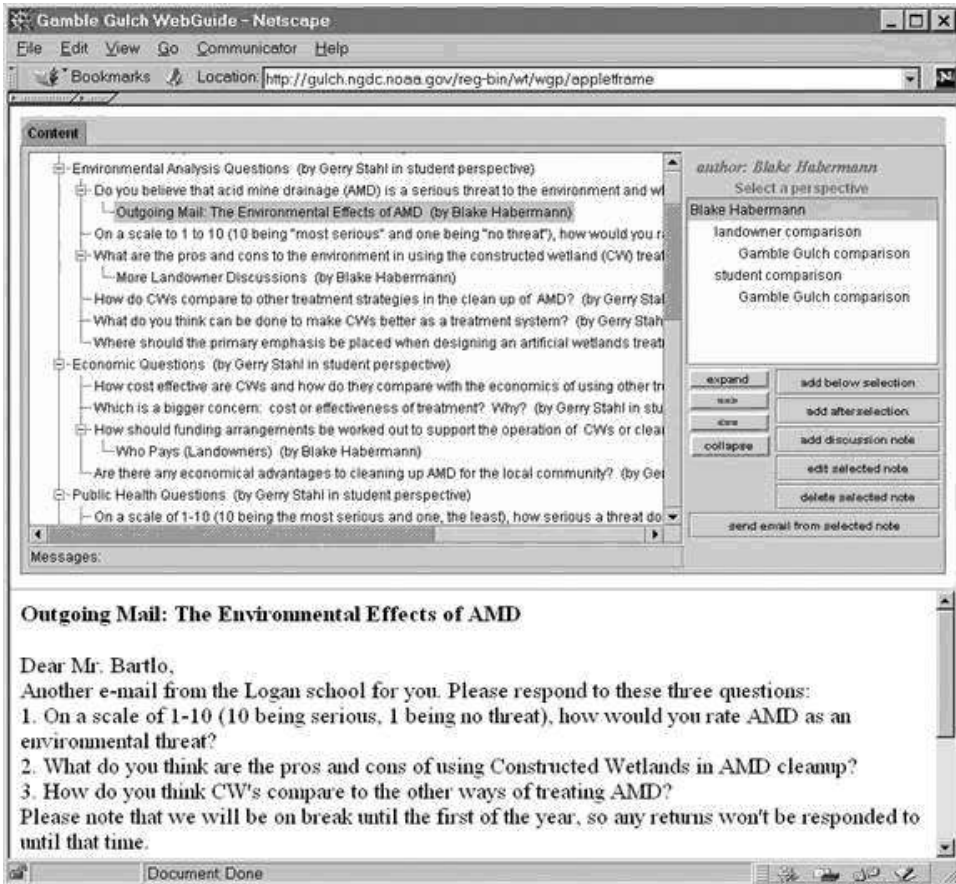 Gamble Gulch WebGuide - Netscape
File Edit View Go Communicator Help
Bookmarks Location: http://gulch.ngdc.noaa.gov/reg-bin/wt/wgp/appletframe
Content
Environmental Analysis Questions (by Gerry Stahl in student perspective)
Do you believe that acid mine drainage (AMD) is a serious threat to the environment and wh
Outgoing Mail: The Environmental Effects of AMD (by Blake Habermann)
On a scale to 1 to 10 (10 being "most serious" and one being "no threat"), how would you ra
What are the pros and cons to the environment in using the constructed wetland (CW) treat
More Landowner Discussions (by Blake Habermann)
How do CWs compare to other treatment strategies in the clean up of AMD? (by Gerry Stal
What do you think can be done to make CWs better as a treatment system? (by Gerry Stah
Where should the primary emphasis be placed when designing an artificial wetlands treati
Economic Questions (by Gerry Stahl in student perspective)
How cost effective are CWs and how do they compare with the economics of using other tr
Which is a bigger concern: cost or effectiveness of treatment? Why? (by Gerry Stahl in stu
How should funding arrangements be worked out to support the operation of CWs or clear
Who Pays (Landowners) (by Blake Habermann)
Are there any economical advantages to cleaning up AMD for the local community? (by Ger
Public Health Questions (by Gerry Stahl in student perspective)
On a scale of 1-10 (10 being the most serious and one, the least), how serious a threat do
Messages:
author: Blake Habermann
Select a perspective
Blake Habermann
landowner comparison
Gamble Gulch comparison
student comparison
Gamble Gulch comparison
expand
==>
<==
collapse
add below selection
add after selection
add discussion note
edit selected note
delete selected note
send email from selected note
Outgoing Mail: The Environmental Effects of AMD
Dear Mr. Bartlo,
Another e-mail from the Logan school for you. Please respond to these three questions:
1. On a scale of 1-10 (10 being serious, 1 being no threat), how would you rate AMD as an
environmental threat?
2. What do you think are the pros and cons of using Constructed Wetlands in AMD cleanup?
3. How do you think CW's compare to the other ways of treating AMD?
Please note that we will be on break until the first of the year, so any returns won't be responded to
until that time.
Document: Done